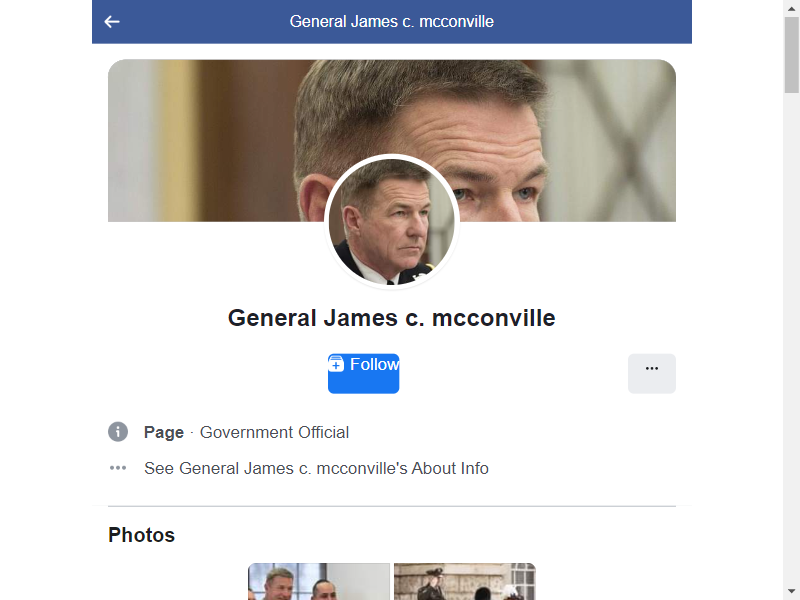 General James c. mcconville
General James c. mcconville
Follow
Page · Government Official
See General James c. mcconville's About Info
Photos